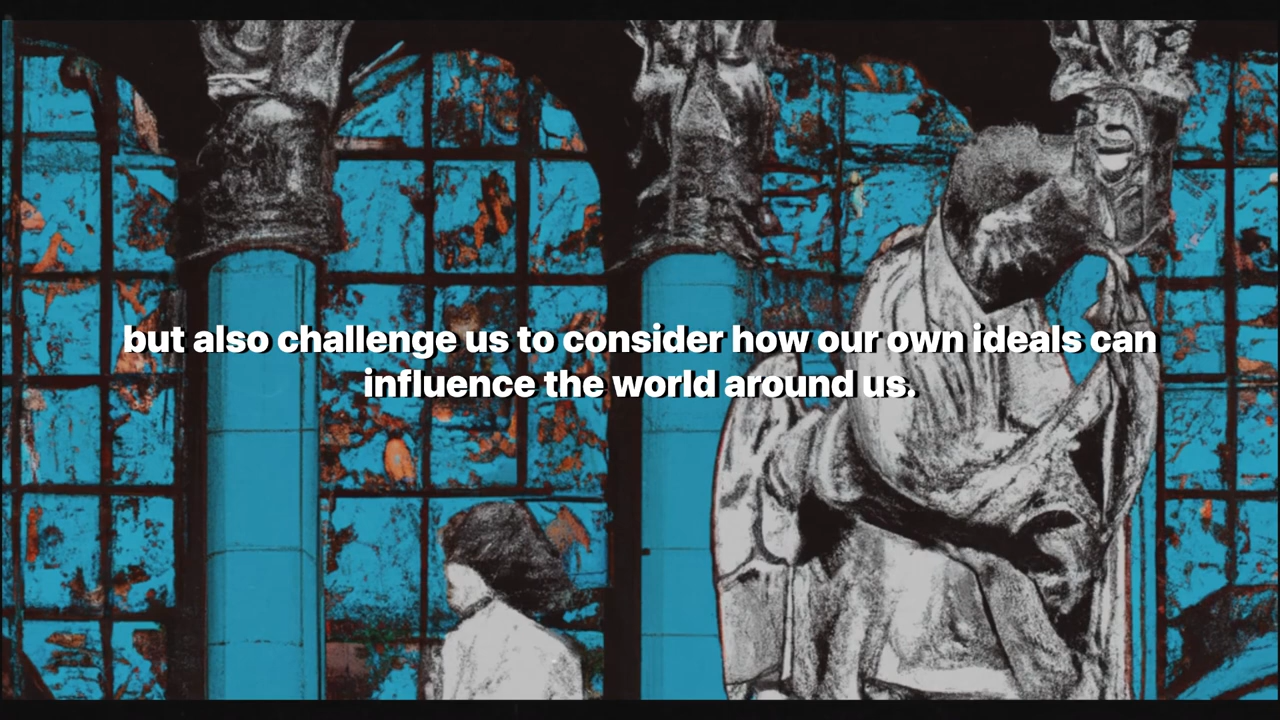 but also challenge us to consider how our own ideals can
influence the world around us.